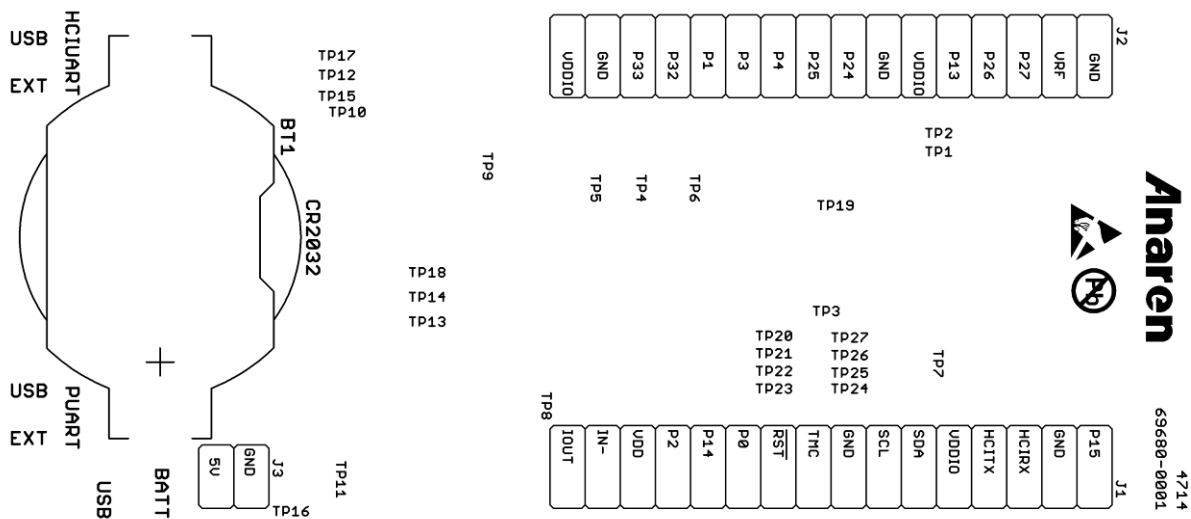 USB
HCIUART
EXT
BT1
CR2032
TP17
TP12
TP15
TP10
TP9
TP18
TP14
TP13
USB
PUART
EXT
USB
BATT
5V
GND
J3
TP16
TP11
VDDIO
GND
P33
P32
P1
P3
P4
P25
P24
GND
VDDIO
P13
P26
P27
VRF
GND
J2
TP2
TP1
TP5
TP4
TP6
TP19
TP3
TP20
TP27
TP21
TP26
TP22
TP25
TP23
TP24
TP7
TP8
IOUT
IN-
VDD
P2
P14
P0
RST
TMC
GND
SCL
SDA
VDDIO
HCITX
HCIRX
GND
P15
J1
Anaren
Pb
4714
69680-0001